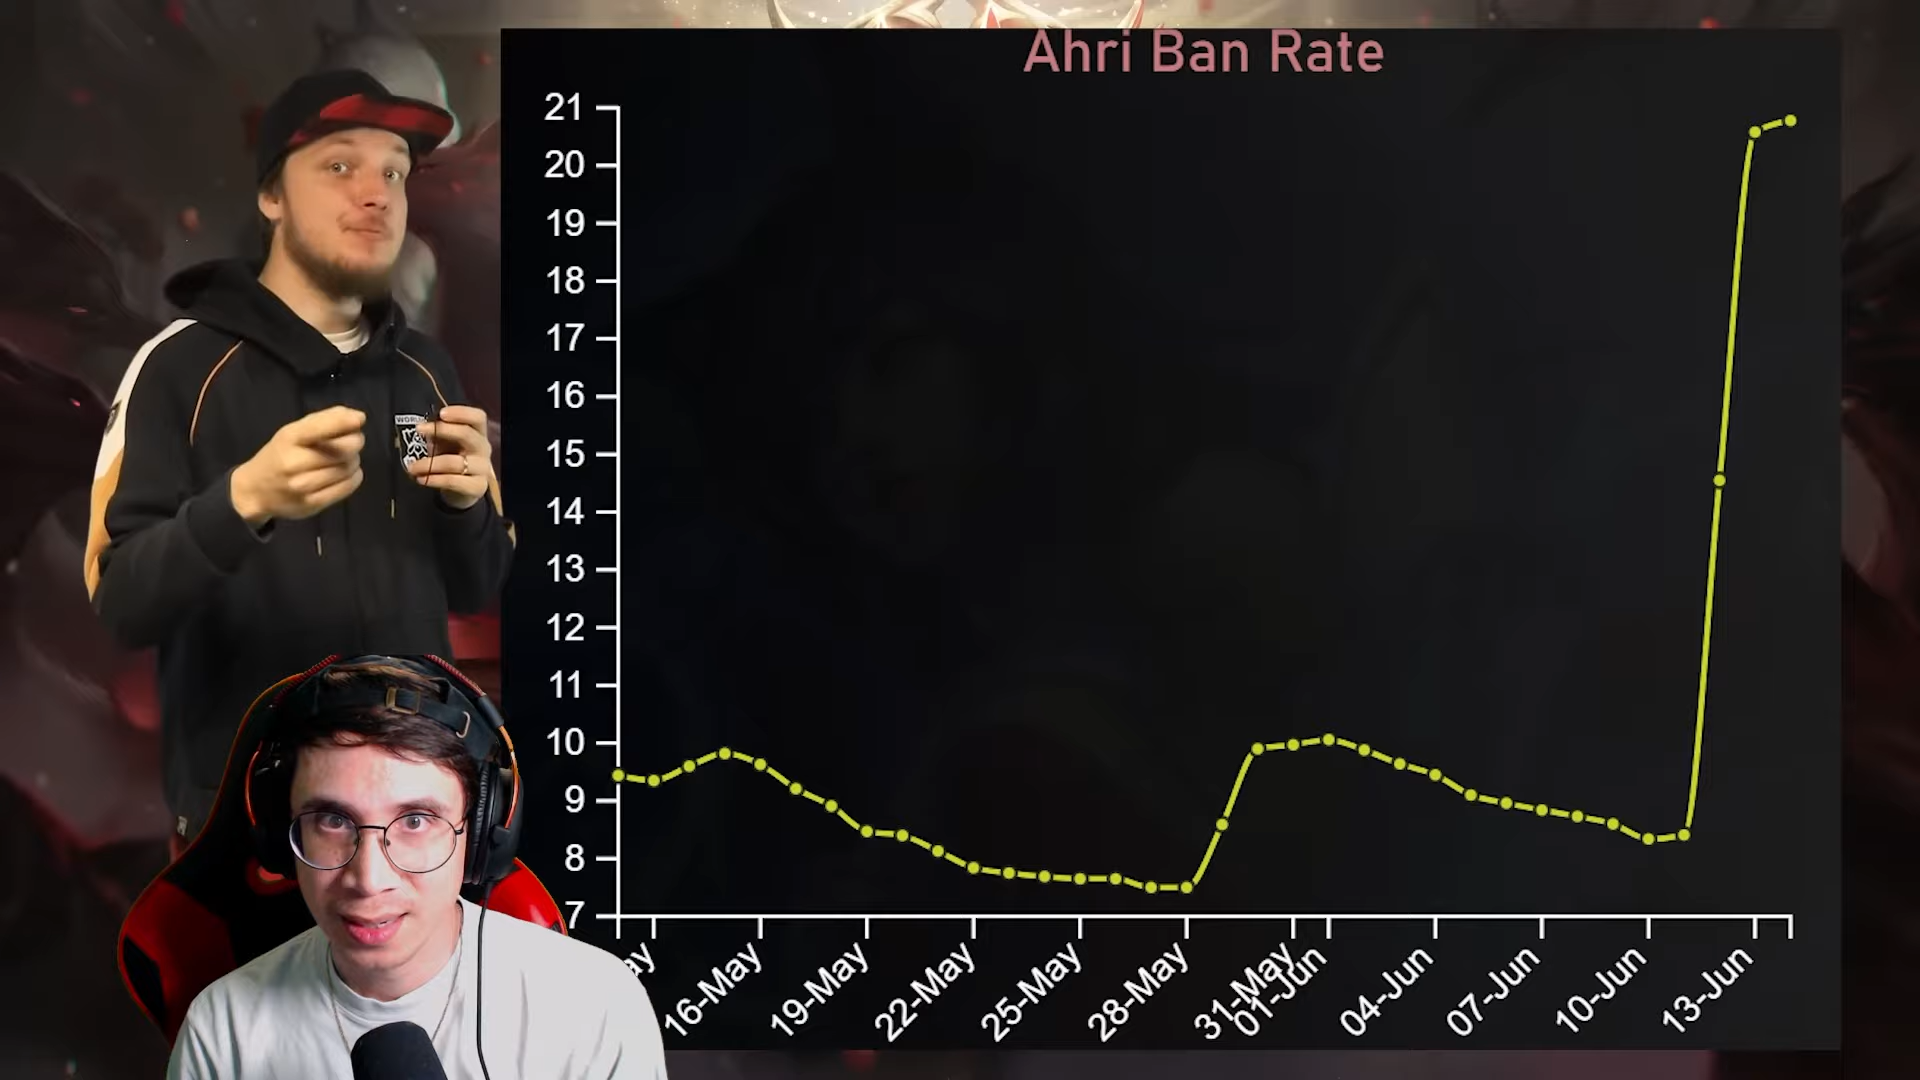 Ahri Ban Rate
21
20
19
18
17
16
15
14
13
12
11
10
9
8
7
16-May
19-May
22-May
25-May
28-May
31-May
01-Jun
04-Jun
07-Jun
10-Jun
13-Jun